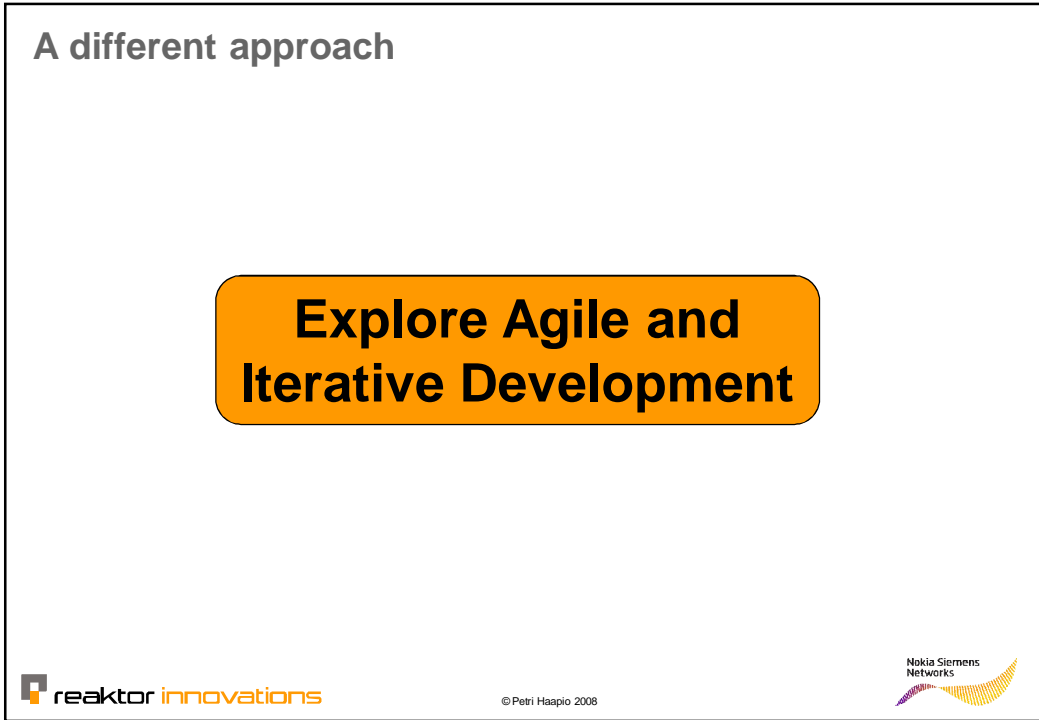 A different approach
Explore Agile and
Iterative Development
reaktor innovations
©Petri Haapio 2008
Nokia Siemens
Networks